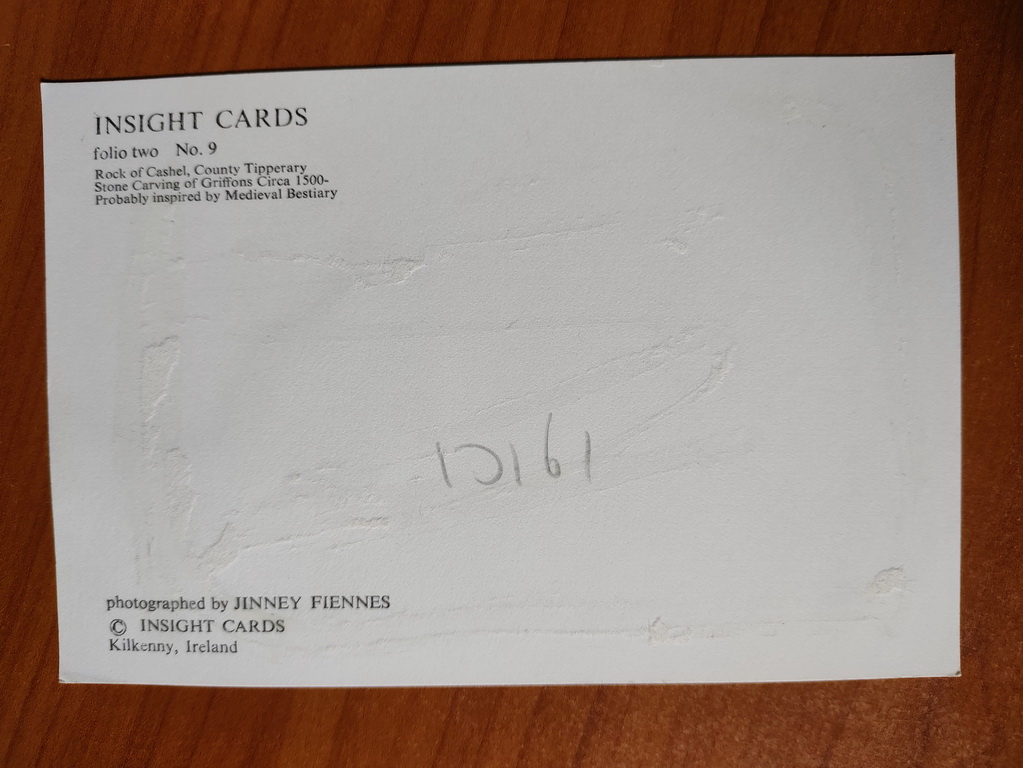 INSIGHT CARDS
folio two No. 9
Rock of Cashel, County Tipperary
Stone Carving of Griffons Circa 1500-
Probably inspired by Medieval Bestiary
photographed by JINNEY FIENNES
© INSIGHT CARDS
Kilkenny, Ireland